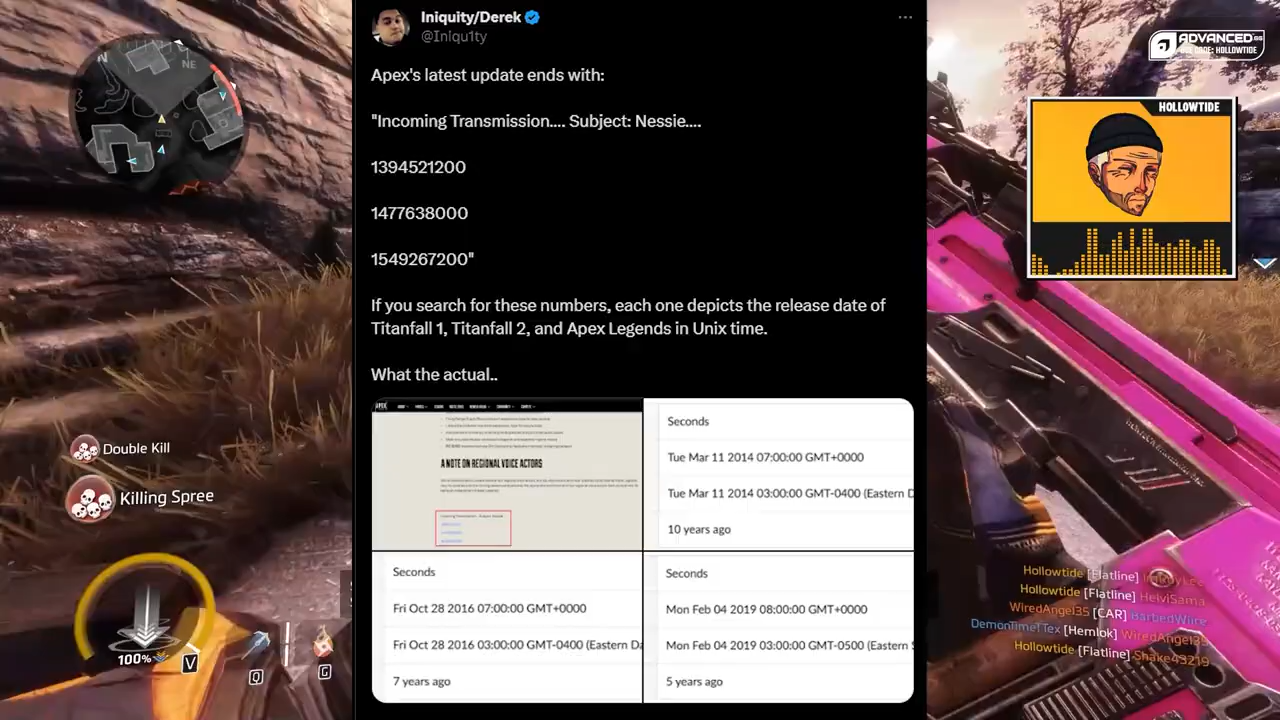 Iniquity/Derek
@Iniqu1ty
Apex's latest update ends with:
"Incoming Transmission.... Subject: Nessie....
1394521200
1477638000
1549267200"
If you search for these numbers, each one depicts the release date of
Titanfall 1, Titanfall 2, and Apex Legends in Unix time.
What the actual..
A NOTE ON REGIONAL VOICE ACTORS
Seconds
Tue Mar 11 2014 07:00:00 GMT+0000
Tue Mar 11 2014 03:00:00 GMT-0400 (Eastern D
10 years ago
Seconds
Fri Oct 28 2016 07:00:00 GMT+0000
Fri Oct 28 2016 03:00:00 GMT-0400 (Eastern Da
7 years ago
Seconds
Mon Feb 04 2019 08:00:00 GMT+0000
Mon Feb 04 2019 03:00:00 GMT-0500 (Eastern S
5 years ago
N
NE
Double Kill
Killing Spree
100%
V
Q
G
ADVANCED.GG
USE CODE: HOLLOWTIDE
HOLLOWTIDE
Hollowtide [Flatline]
Hollowtide [Flatline] HelviSama
WiredAngel35 [CAR] BarbedWire
DemonTimeTTex [Hemlok] WiredAngel35
Hollowtide [Flatline] Shake43219